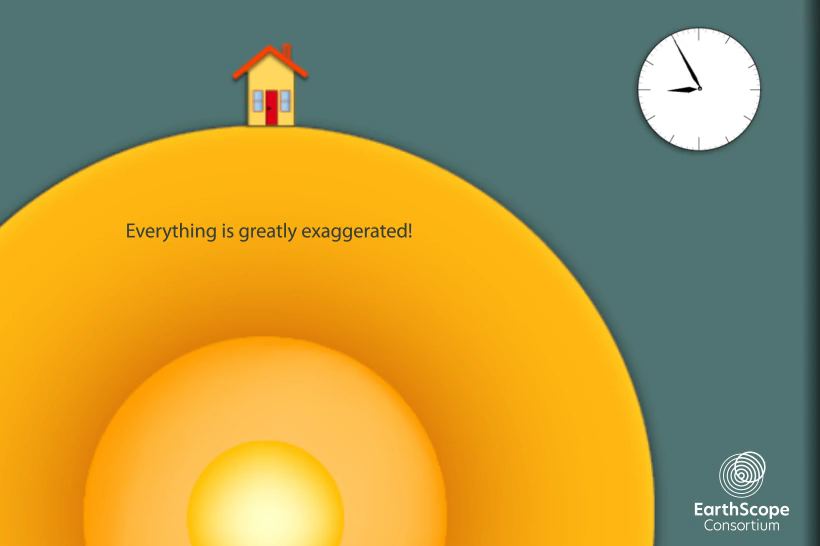 Everything is greatly exaggerated!
EarthScope
Consortium